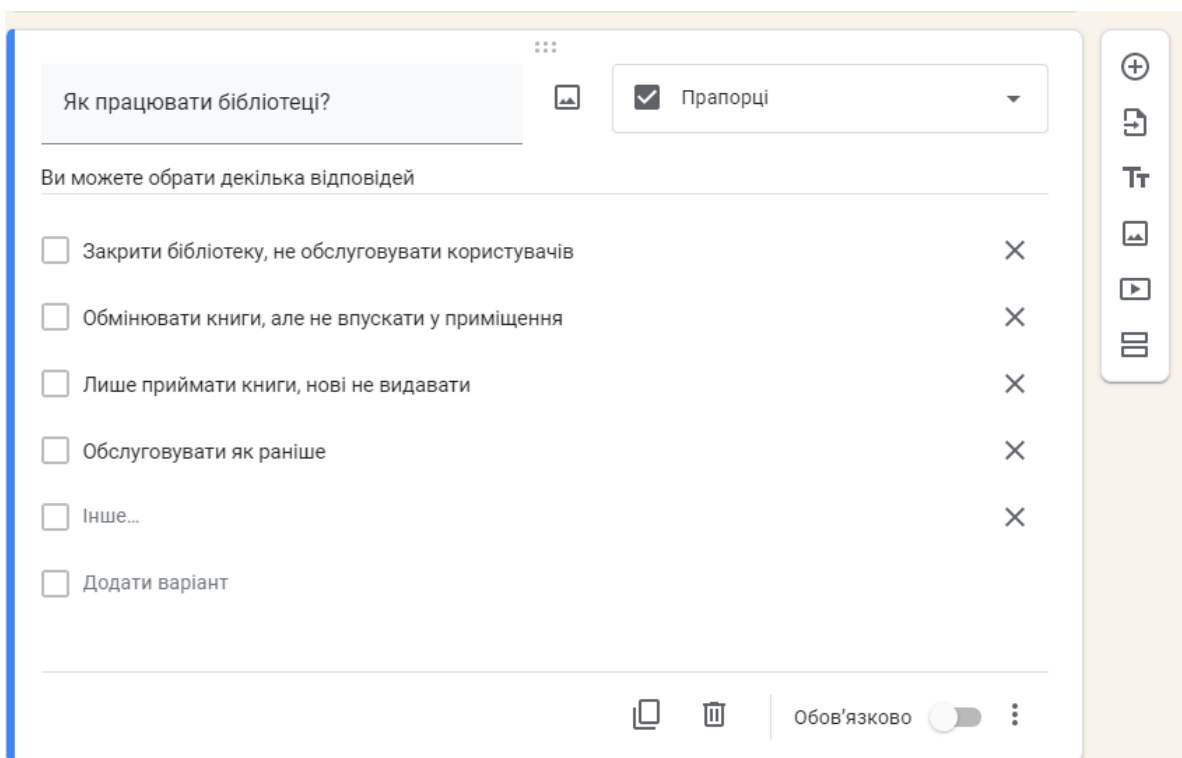 Як працювати бібліотеці?
Прапорці
Ви можете обрати декілька відповідей
Закрити бібліотеку, не обслуговувати користувачів
Обмінювати книги, але не впускати у приміщення
Лише приймати книги, нові не видавати
Обслуговувати як раніше
Інше...
Додати варіант
Обов'язково